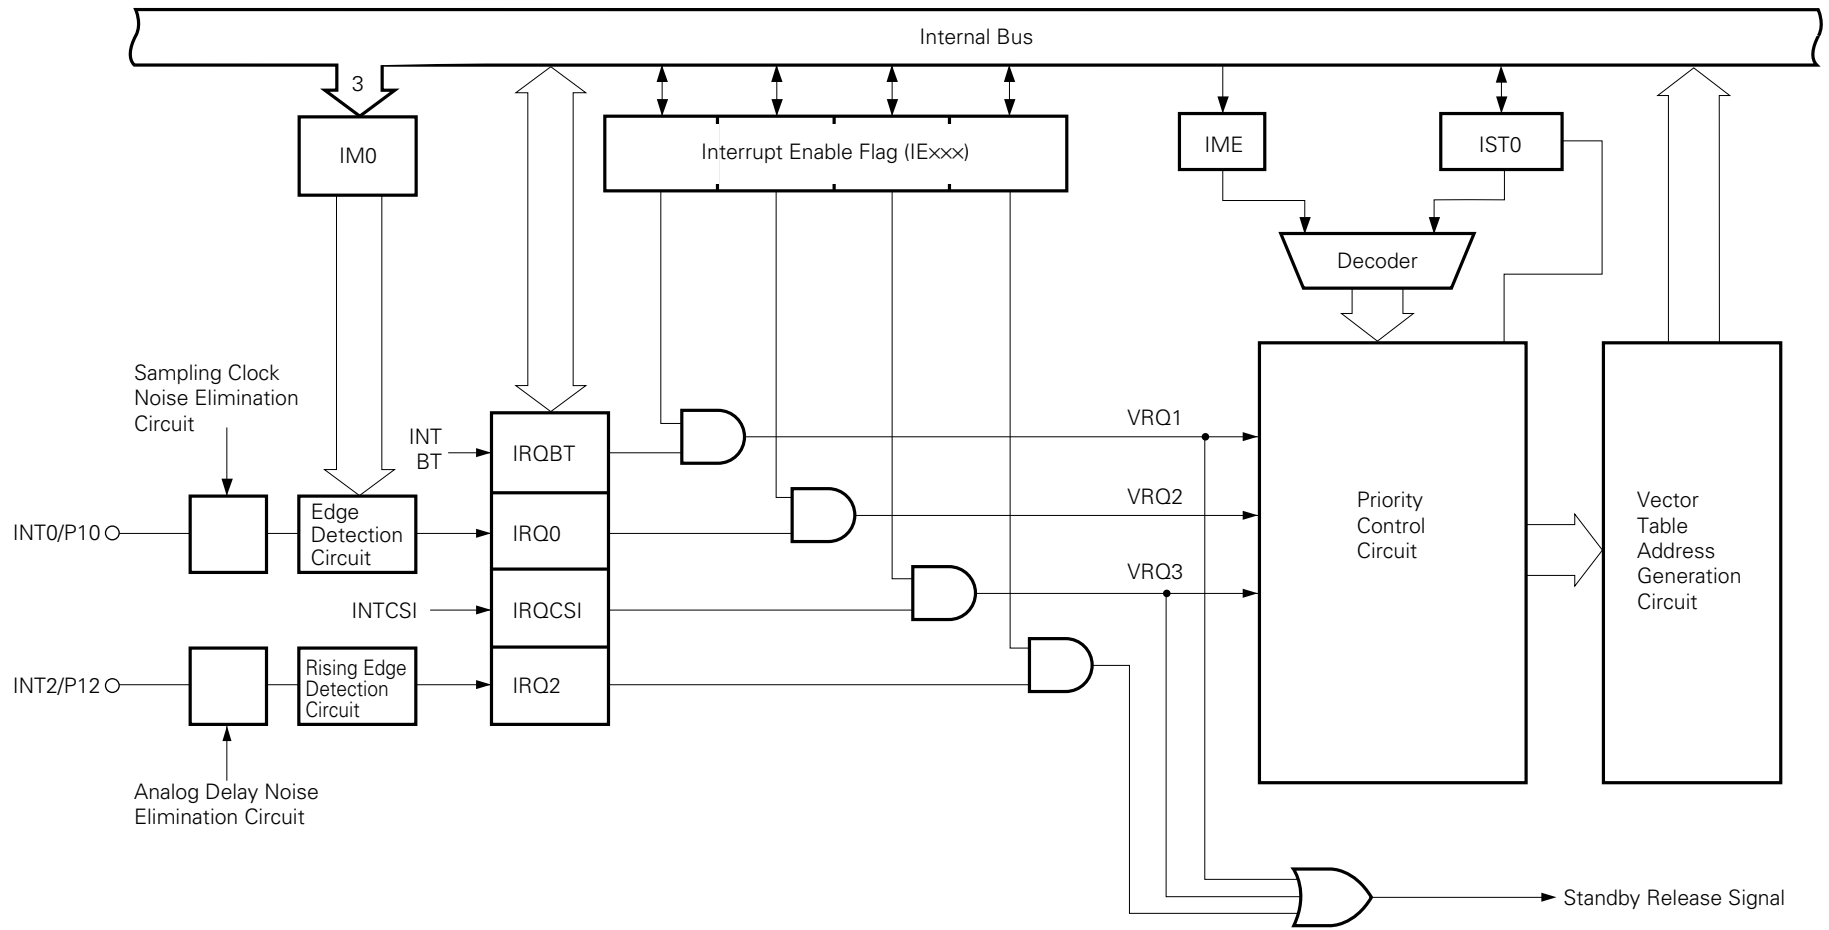 Internal Bus
3
IM0
Interrupt Enable Flag (IE×××)
IME
IST0
Decoder
Sampling Clock
Noise Elimination
Circuit
INT
BT
IRQBT
VRQ1
INT0/P10
Edge
Detection
Circuit
IRQ0
VRQ2
Priority
Control
Circuit
Vector
Table
Address
Generation
Circuit
INTCSI
IRQCSI
VRQ3
INT2/P12
Rising Edge
Detection
Circuit
IRQ2
Analog Delay Noise
Elimination Circuit
Standby Release Signal